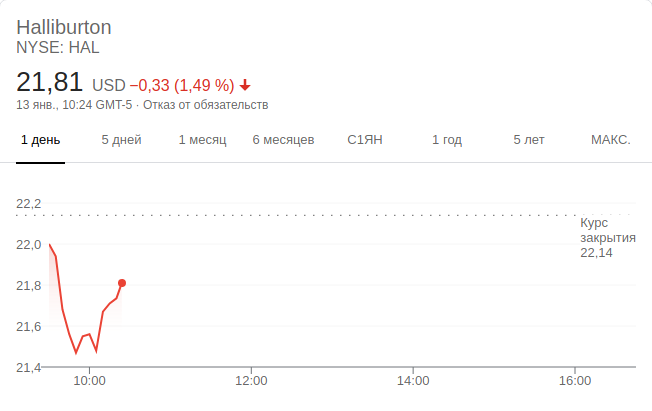 Halliburton
NYSE: HAL
21,81 USD −0,33 (1,49 %)
13 янв., 10:24 GMT-5 · Отказ от обязательств
1 день 5 дней 1 месяц 6 месяцев С1ЯН 1 год 5 лет МАКС.
22,2
Курс
закрытия
22,14
22,0
21,8
21,6
21,4
10:00 12:00 14:00 16:00